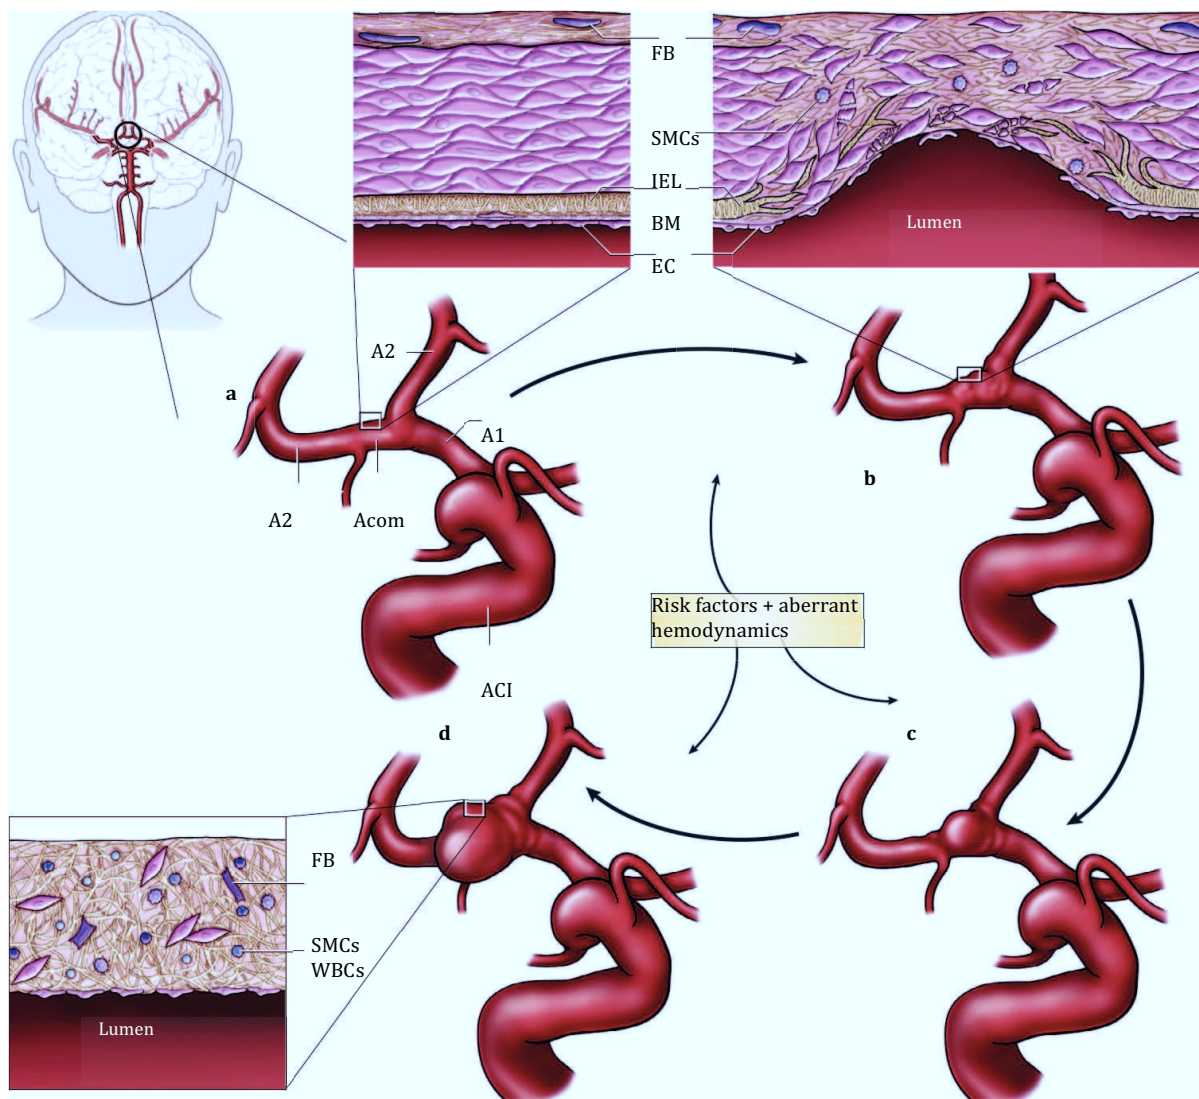 FB
SMCs
IEL
BM
EC
Lumen
A2
a
A1
b
A2
Acom
Risk factors + aberrant
hemodynamics
ACI
d
c
FB
SMCs
WBCs
Lumen